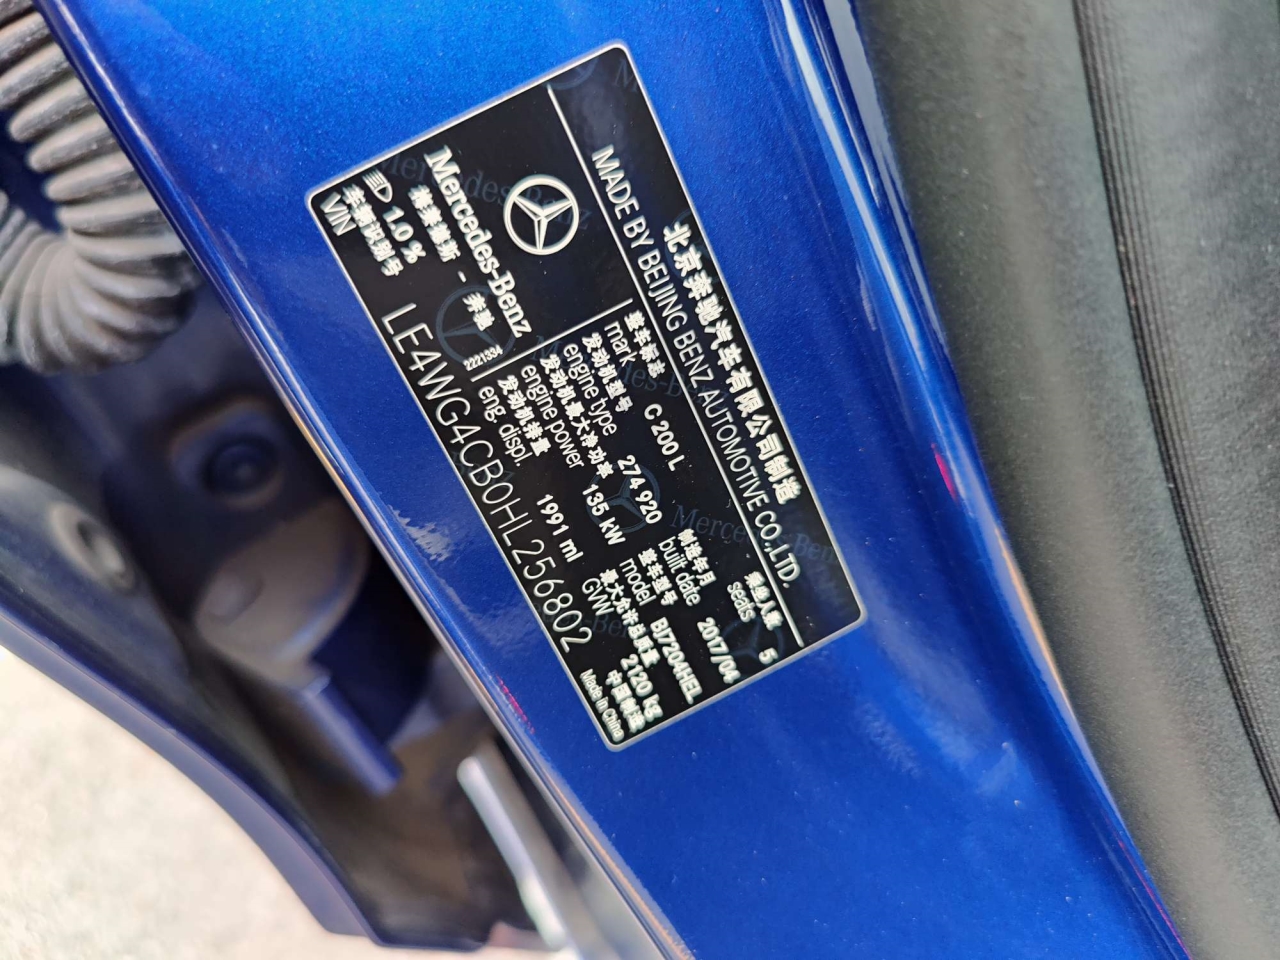 北京奔驰汽车有限公司制造
MADE BY BEIJING BENZ AUTOMOTIVE CO.,LTD.
Mercedes-Benz
梅赛德斯 - 奔驰
1.0 %
2221334
整车标志
mark
C 200 L
乘坐人数
seats
5
发动机型号
engine type
274 920
制造年月
built date
2017/04
发动机最大净功率
engine power
135 kW
整车型号
model
BJ7204HEL
发动机排量
eng. displ.
1991 ml
最大允许总质量
GVW
2120 kg
车辆识别号
VIN
LE4WG4CB0HL256802
中国制造
Made in China